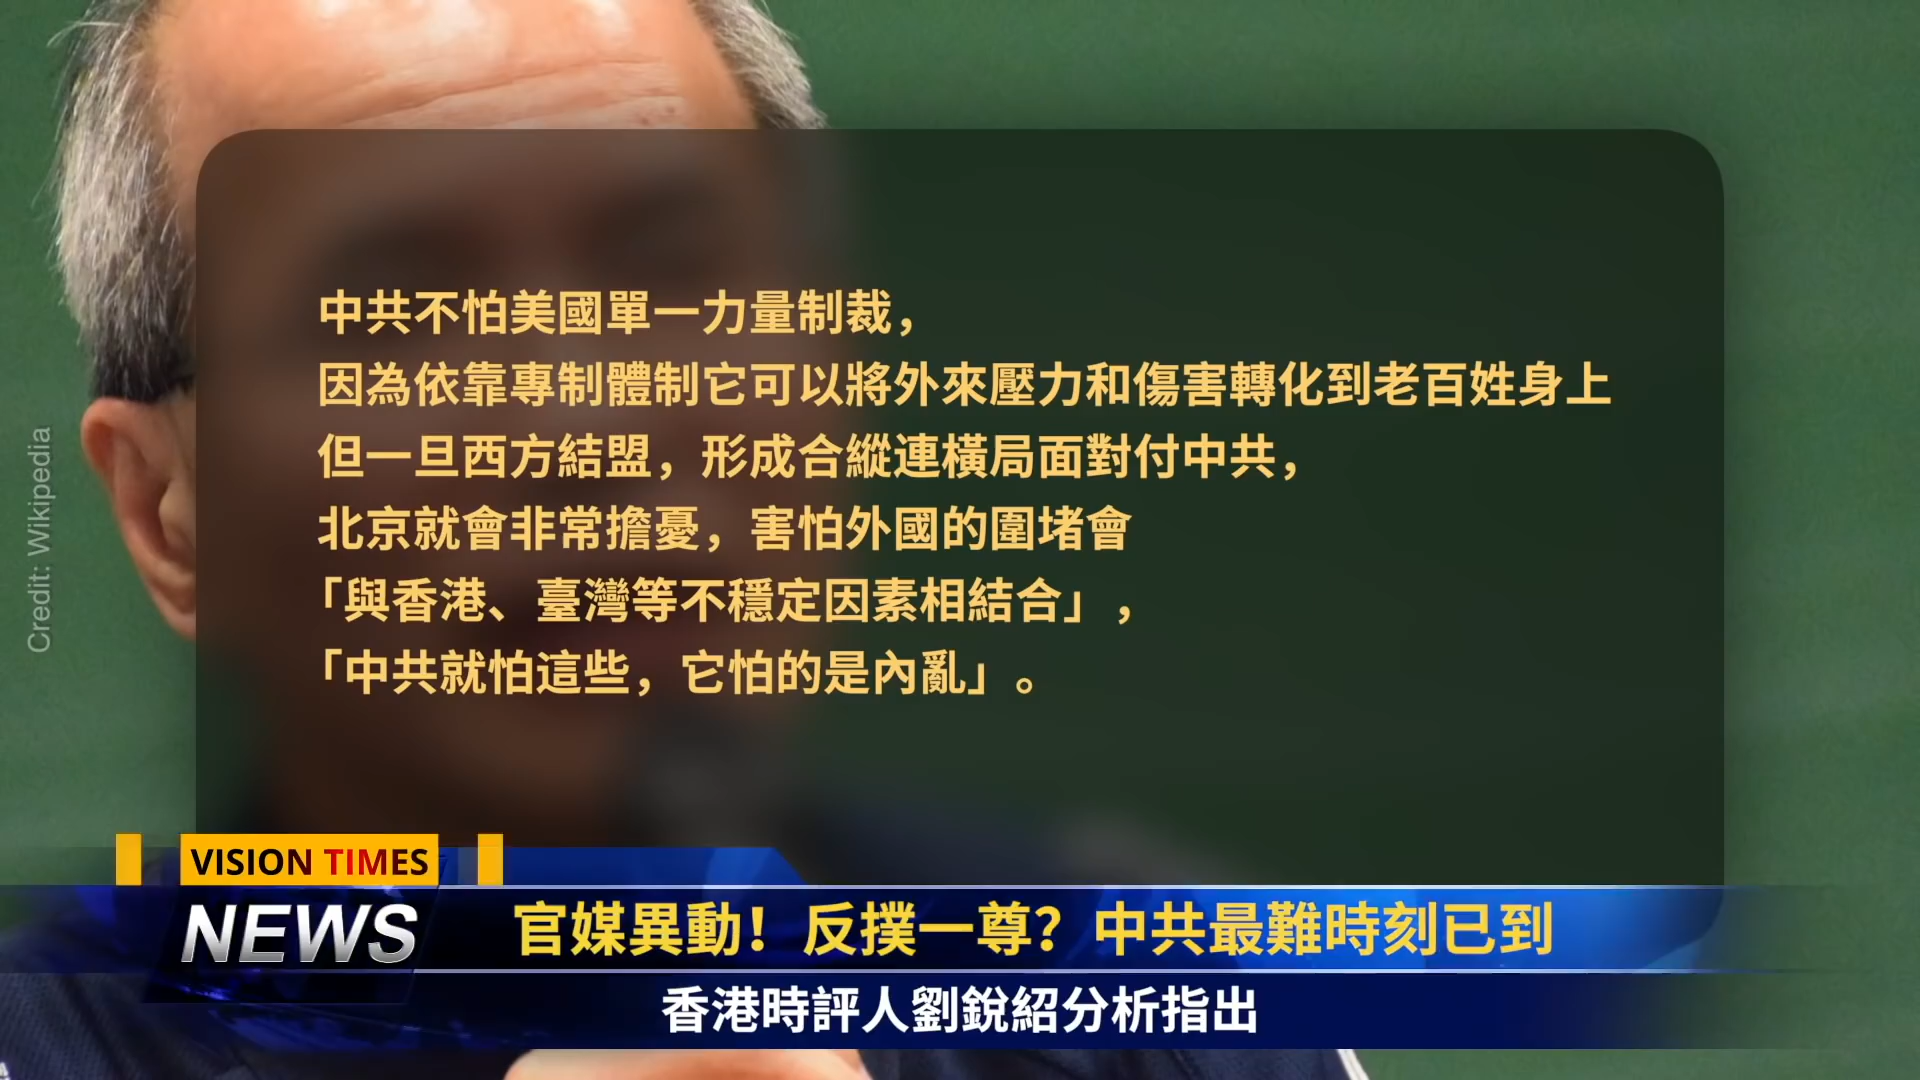 中共不怕美國單一力量制裁，
因為依靠專制體制它可以將外來壓力和傷害轉化到老百姓身上
但一旦西方結盟，形成合縱連橫局面對付中共，
北京就會非常擔憂，害怕外國的圍堵會
「與香港、臺灣等不穩定因素相結合」，
「中共就怕這些，它怕的是內亂」。
Credit: Wikipedia
VISION TIMES
NEWS
官媒異動！反撲一尊？中共最難時刻已到
香港時評人劉銳紹分析指出